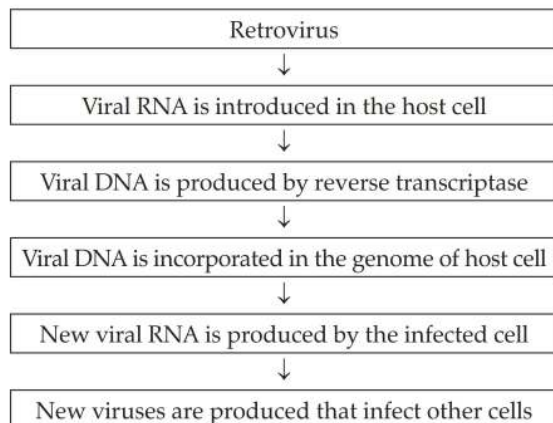 Retrovirus
↓
Viral RNA is introduced in the host cell
↓
Viral DNA is produced by reverse transcriptase
↓
Viral DNA is incorporated in the genome of host cell
↓
New viral RNA is produced by the infected cell
↓
New viruses are produced that infect other cells